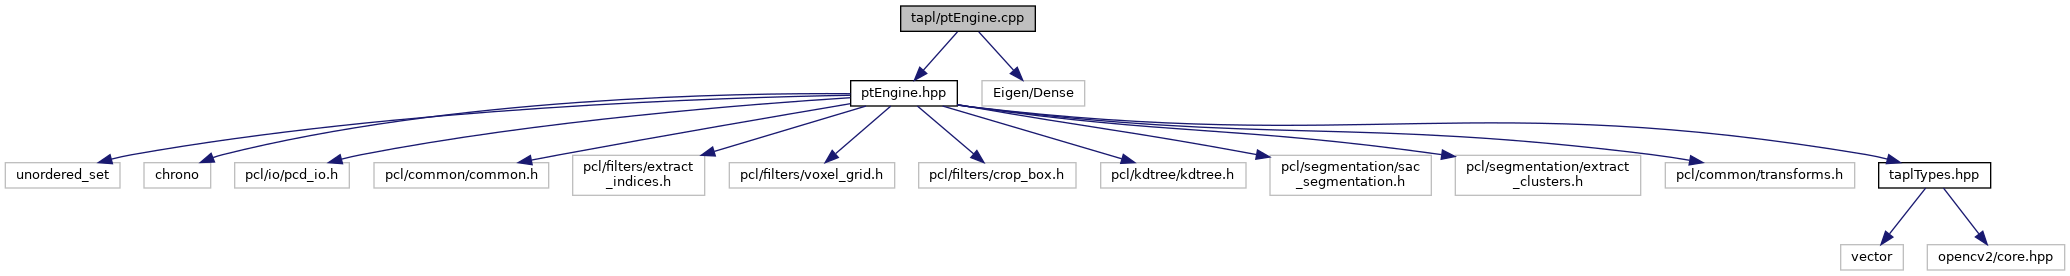 tapl/ptEngine.cpp
ptEngine.hpp
Eigen/Dense
unordered_set
chrono
pcl/io/pcd_io.h
pcl/common/common.h
pcl/filters/extract
_indices.h
pcl/filters/voxel_grid.h
pcl/filters/crop_box.h
pcl/kdtree/kdtree.h
pcl/segmentation/sac
_segmentation.h
pcl/segmentation/extract
_clusters.h
pcl/common/transforms.h
taplTypes.hpp
vector
opencv2/core.hpp